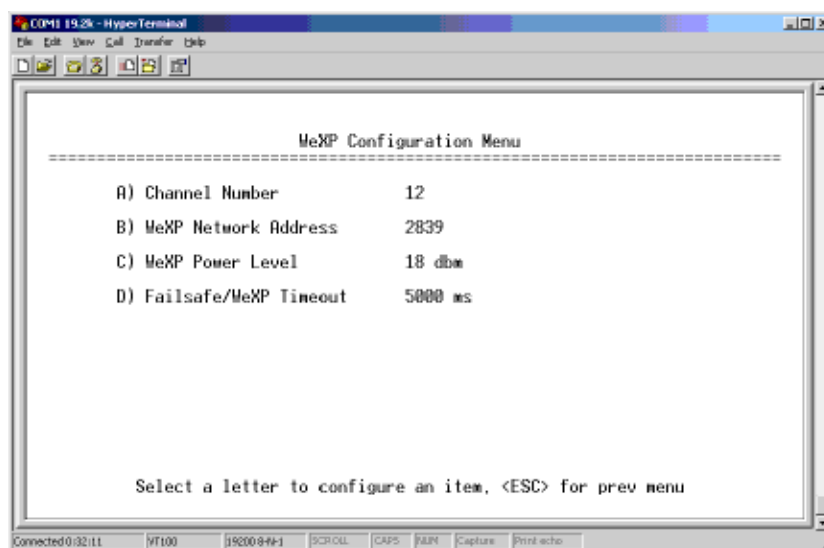 COM1 19.2k - HyperTerminal
File Edit View Call Transfer Help
WeXP Configuration Menu
================================================================================
A) Channel Number 12
B) WeXP Network Address 2839
C) WeXP Power Level 18 dbm
D) Failsafe/WeXP Timeout 5000 ms
Select a letter to configure an item, <ESC> for prev menu
Connected 0:32:11 VT100 19200 8-N-1 SCROLL CAPS NUM Capture Print echo